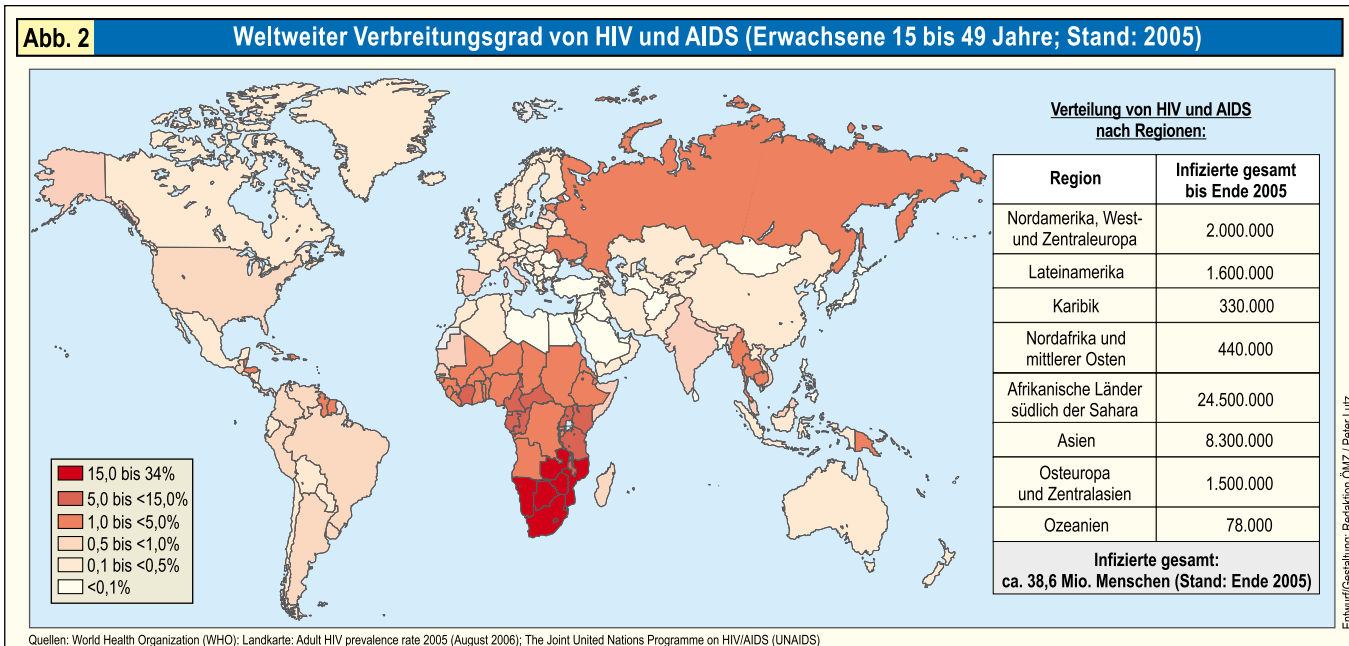 Abb. 2
Weltweiter Verbreitungsgrad von HIV und AIDS (Erwachsene 15 bis 49 Jahre; Stand: 2005)
15,0 bis 34%
5,0 bis <15,0%
1,0 bis <5,0%
0,5 bis <1,0%
0,1 bis <0,5%
<0,1%
Verteilung von HIV und AIDS
nach Regionen:
Region
Infizierte gesamt
bis Ende 2005
Nordamerika, West-
und Zentraleuropa
2.000.000
Lateinamerika
1.600.000
Karibik
330.000
Nordafrika und
mittlerer Osten
440.000
Afrikanische Länder
südlich der Sahara
24.500.000
Asien
8.300.000
Osteuropa
und Zentralasien
1.500.000
Ozeanien
78.000
Infizierte gesamt:
ca. 38,6 Mio. Menschen (Stand: Ende 2005)
Entwurf/Gestaltung: Redaktion ÖMZ / Peter Lutz
Quellen: World Health Organization (WHO): Landkarte: Adult HIV prevalence rate 2005 (August 2006); The Joint United Nations Programme on HIV/AIDS (UNAIDS)